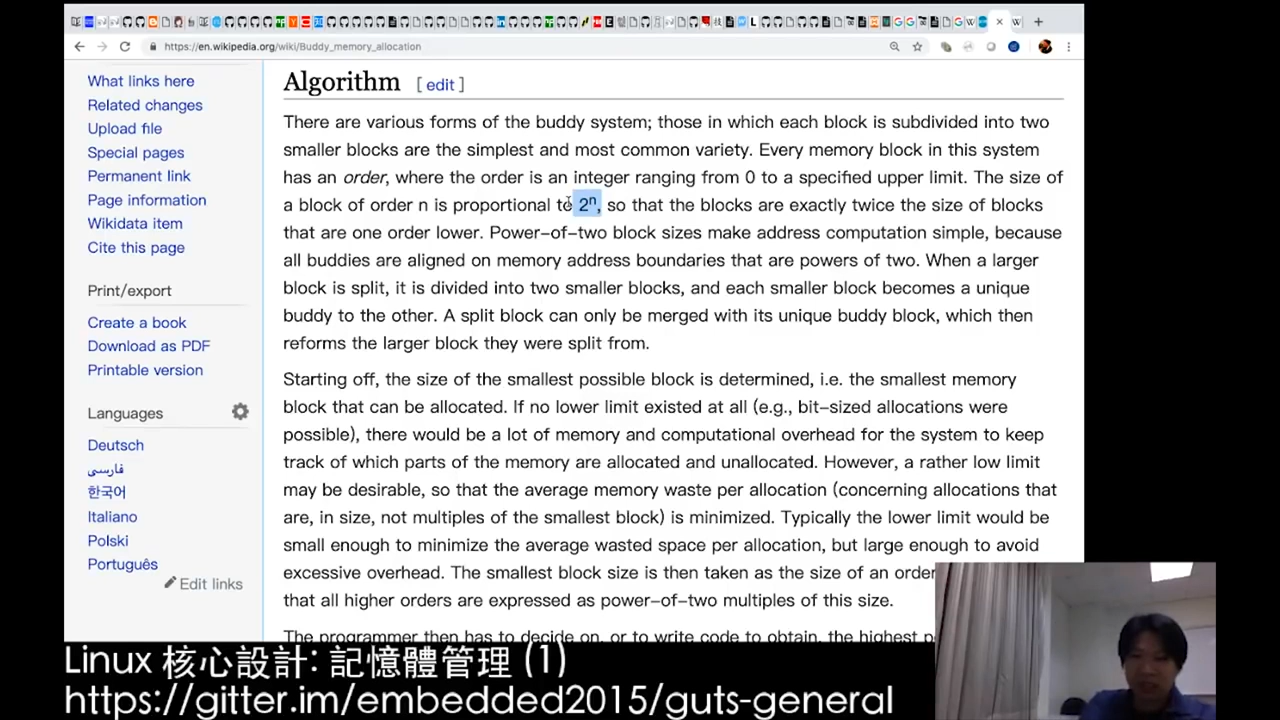 https://en.wikipedia.org/wiki/Buddy_memory_allocation
What links here
Related changes
Upload file
Special pages
Permanent link
Page information
Wikidata item
Cite this page
Print/export
Create a book
Download as PDF
Printable version
Languages
Deutsch
فارسی
한국어
Italiano
Polski
Português
Edit links
Algorithm [ edit ]
There are various forms of the buddy system; those in which each block is subdivided into two
smaller blocks are the simplest and most common variety. Every memory block in this system
has an order, where the order is an integer ranging from 0 to a specified upper limit. The size of
a block of order n is proportional to 2ⁿ, so that the blocks are exactly twice the size of blocks
that are one order lower. Power-of-two block sizes make address computation simple, because
all buddies are aligned on memory address boundaries that are powers of two. When a larger
block is split, it is divided into two smaller blocks, and each smaller block becomes a unique
buddy to the other. A split block can only be merged with its unique buddy block, which then
reforms the larger block they were split from.
Starting off, the size of the smallest possible block is determined, i.e. the smallest memory
block that can be allocated. If no lower limit existed at all (e.g., bit-sized allocations were
possible), there would be a lot of memory and computational overhead for the system to keep
track of which parts of the memory are allocated and unallocated. However, a rather low limit
may be desirable, so that the average memory waste per allocation (concerning allocations that
are, in size, not multiples of the smallest block) is minimized. Typically the lower limit would be
small enough to minimize the average wasted space per allocation, but large enough to avoid
excessive overhead. The smallest block size is then taken as the size of an order
that all higher orders are expressed as power-of-two multiples of this size.
The programmer then has to decide on, or to write code to obtain, the highest
Linux 核心設計: 記憶體管理 (1)
https://gitter.im/embedded2015/guts-general